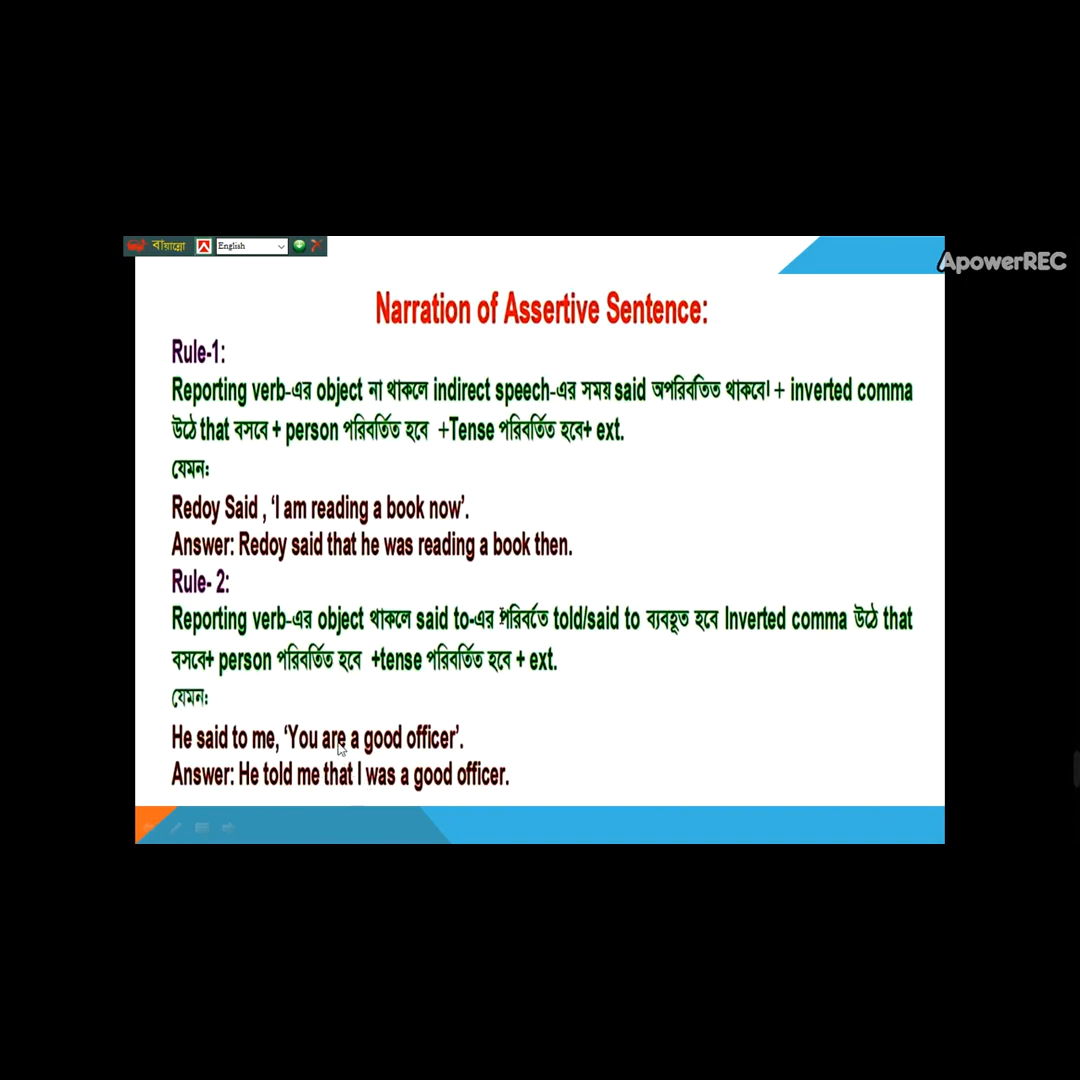 বায়ান্নো English
ApowerREC
Narration of Assertive Sentence:
Rule-1:
Reporting verb-এর object না থাকলে indirect speech-এর সময় said অপরিবর্তিত থাকবে। + inverted comma
উঠে that বসবে + person পরিবর্তিত হবে +Tense পরিবর্তিত হবে+ ext.
যেমন:
Redoy Said , ‘I am reading a book now’.
Answer: Redoy said that he was reading a book then.
Rule- 2:
Reporting verb-এর object থাকলে said to-এর পরিবর্তে told/said to ব্যবহূত হবে Inverted comma উঠে that
বসবে+ person পরিবর্তিত হবে +tense পরিবর্তিত হবে + ext.
যেমন:
He said to me, ‘You are a good officer’.
Answer: He told me that I was a good officer.